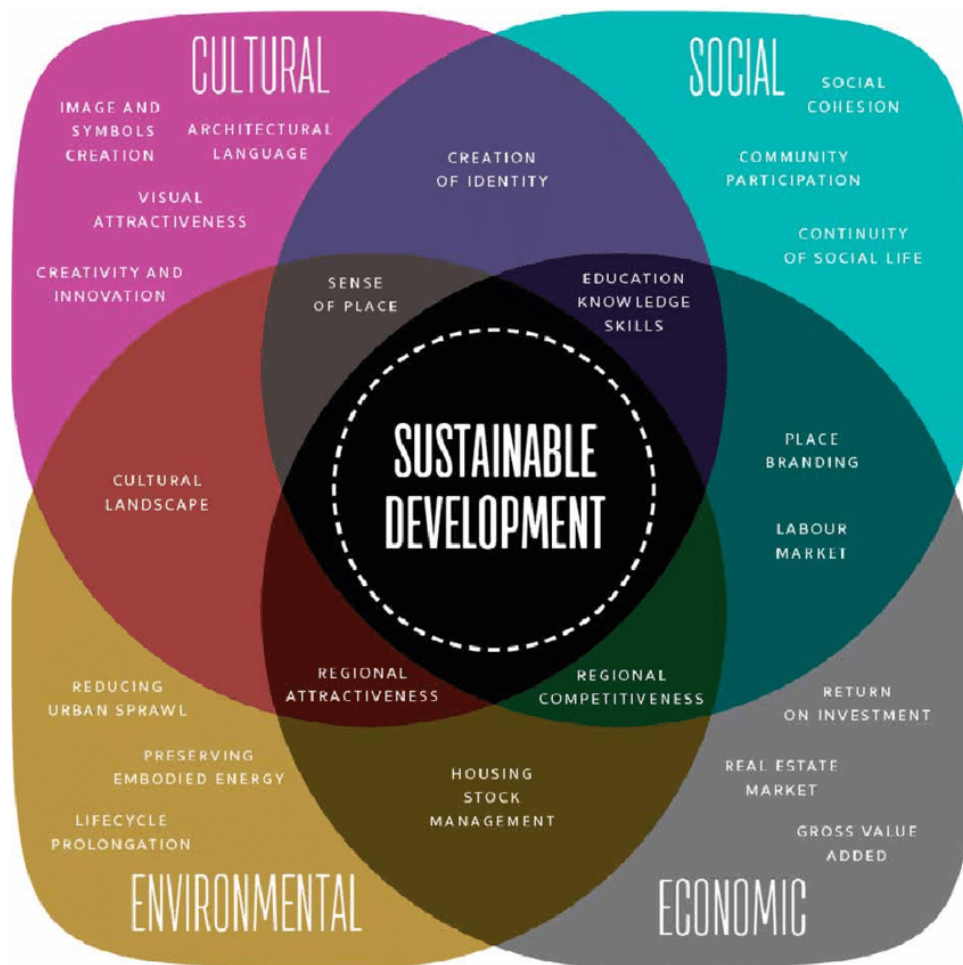 CULTURAL
IMAGE AND
SYMBOLS
CREATION
ARCHITECTURAL
LANGUAGE
VISUAL
ATTRACTIVENESS
CREATIVITY AND
INNOVATION
CREATION
OF IDENTITY
SOCIAL
SOCIAL
COHESION
COMMUNITY
PARTICIPATION
CONTINUITY
OF SOCIAL LIFE
SENSE
OF PLACE
EDUCATION
KNOWLEDGE
SKILLS
CULTURAL
LANDSCAPE
SUSTAINABLE
DEVELOPMENT
PLACE
BRANDING
LABOUR
MARKET
REGIONAL
ATTRACTIVENESS
REGIONAL
COMPETITIVENESS
REDUCING
URBAN SPRAWL
PRESERVING
EMBODIED ENERGY
LIFECYCLE
PROLONGATION
ENVIRONMENTAL
HOUSING
STOCK
MANAGEMENT
RETURN
ON INVESTMENT
REAL ESTATE
MARKET
GROSS VALUE
ADDED
ECONOMIC